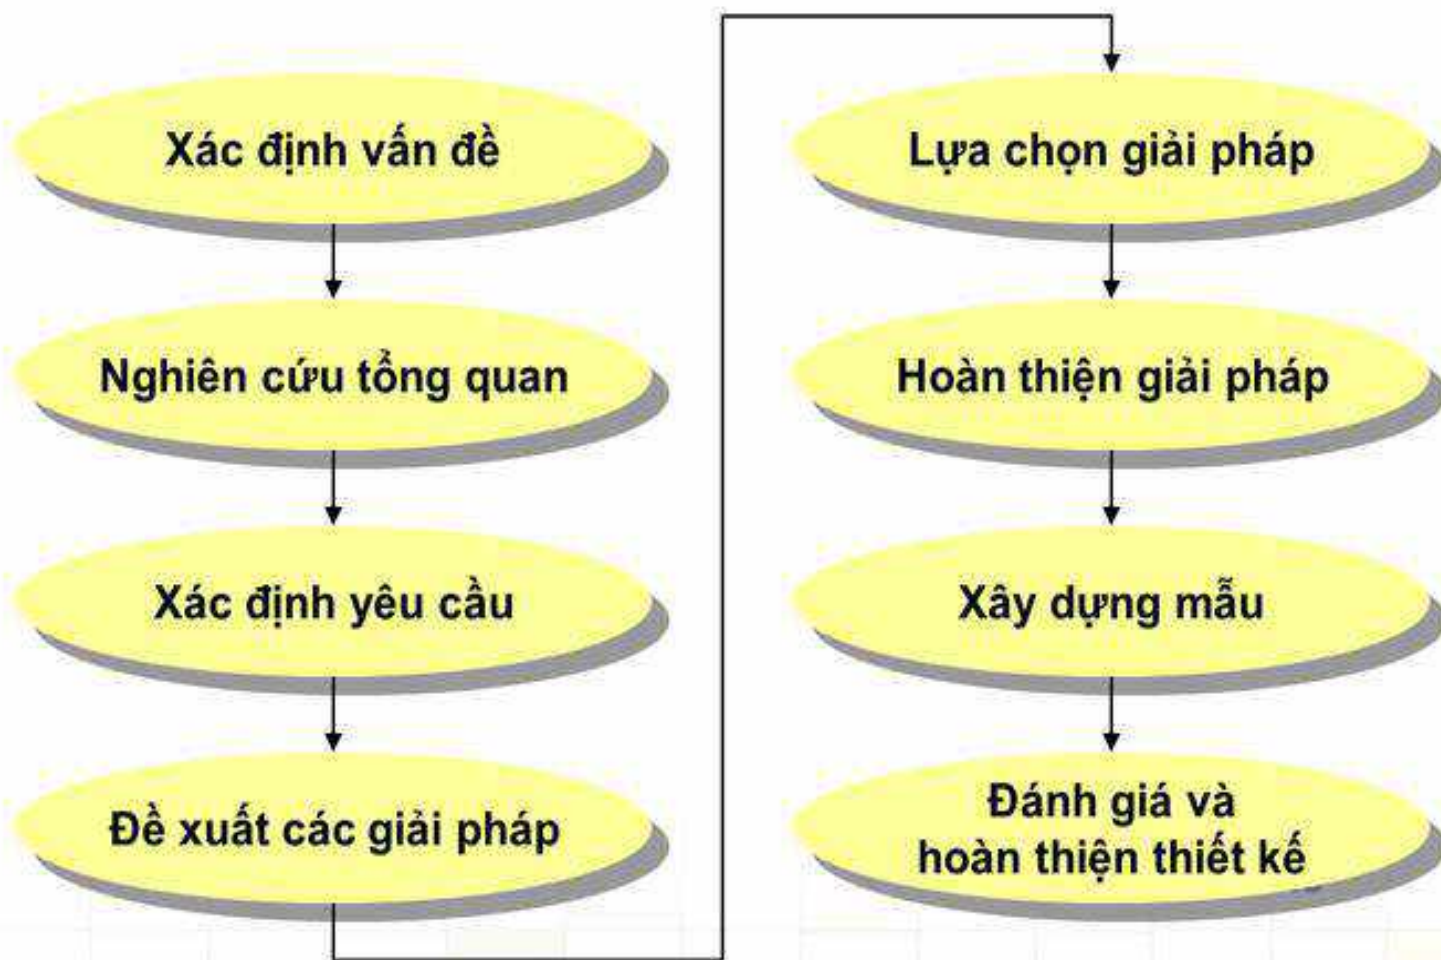 Xác định vấn đề
Nghiên cứu tổng quan
Xác định yêu cầu
Đề xuất các giải pháp
Lựa chọn giải pháp
Hoàn thiện giải pháp
Xây dựng mẫu
Đánh giá và
hoàn thiện thiết kế